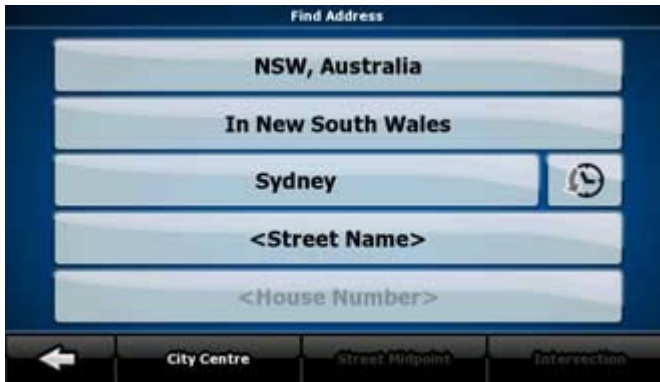 Find Address
NSW, Australia
In New South Wales
Sydney
<Street Name>
<House Number>
City Centre
Street Midpoint
Intersection